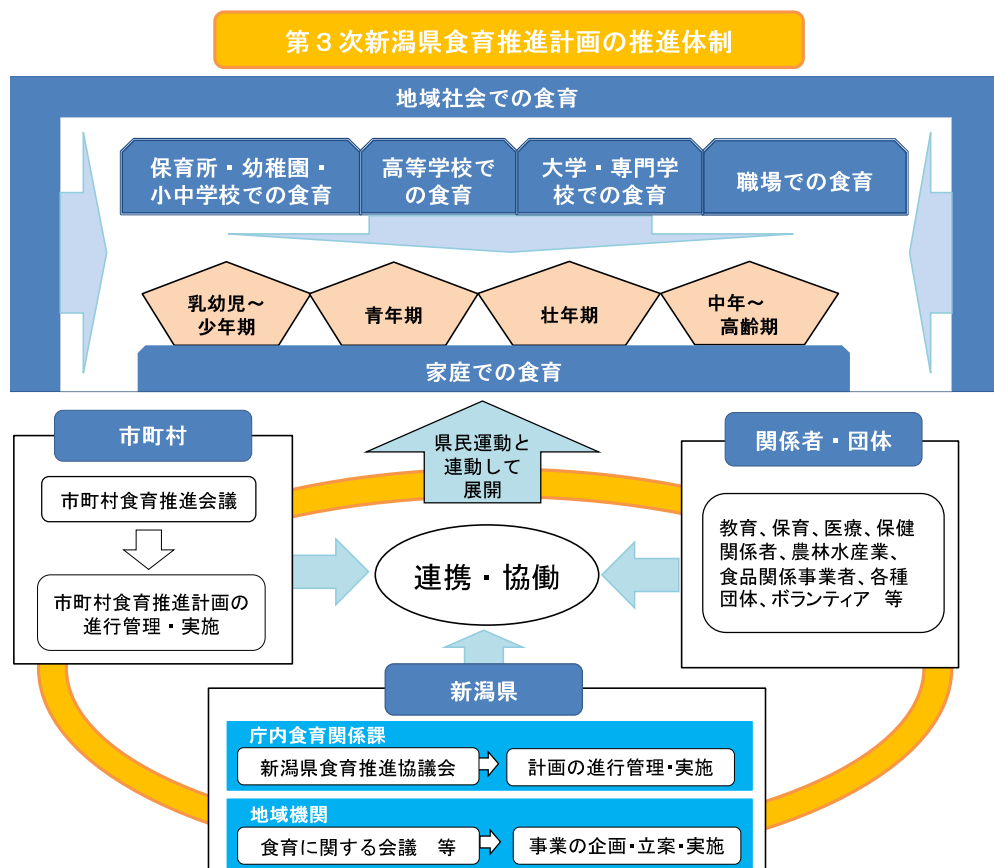 第3次新潟県食育推進計画の推進体制
地域社会での食育
保育所・幼稚園・
小中学校での食育
高等学校で
の食育
大学・専門学
校での食育
職場での食育
乳幼児～
少年期
青年期
壮年期
中年～
高齢期
家庭での食育
県民運動と
連動して
展開
市町村
市町村食育推進会議
市町村食育推進計画の
進行管理・実施
連携・協働
関係者・団体
教育、保育、医療、保健
関係者、農林水産業、
食品関係事業者、各種
団体、ボランティア 等
新潟県
庁内食育関係課
新潟県食育推進協議会
計画の進行管理・実施
地域機関
食育に関する会議 等
事業の企画・立案・実施